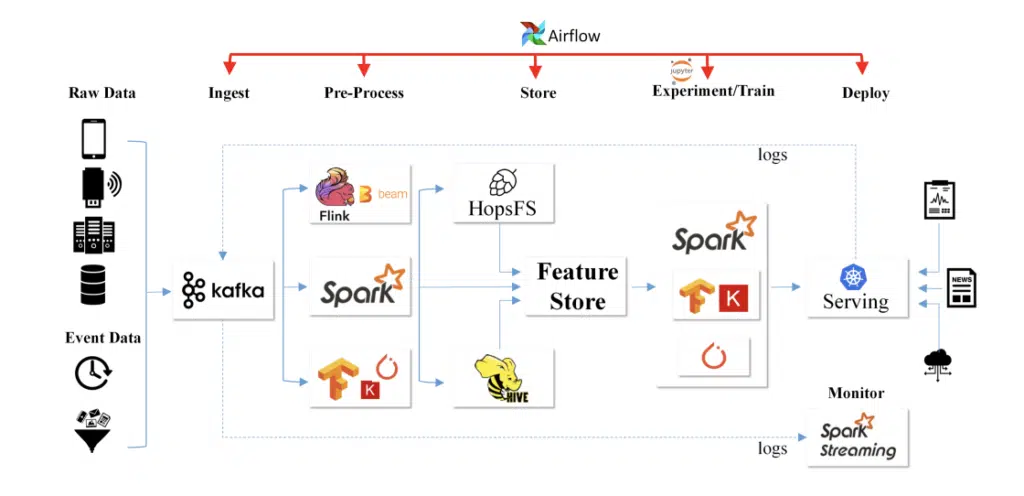 Airflow
Raw Data
Ingest
Pre-Process
Store
jupyter
Experiment/Train
Deploy
logs
Flink
beam
HopsFS
Spark
kafka
Spark
Feature
Store
K
Serving
NEWS
Event Data
K
HIVE
Monitor
Spark
Streaming
logs